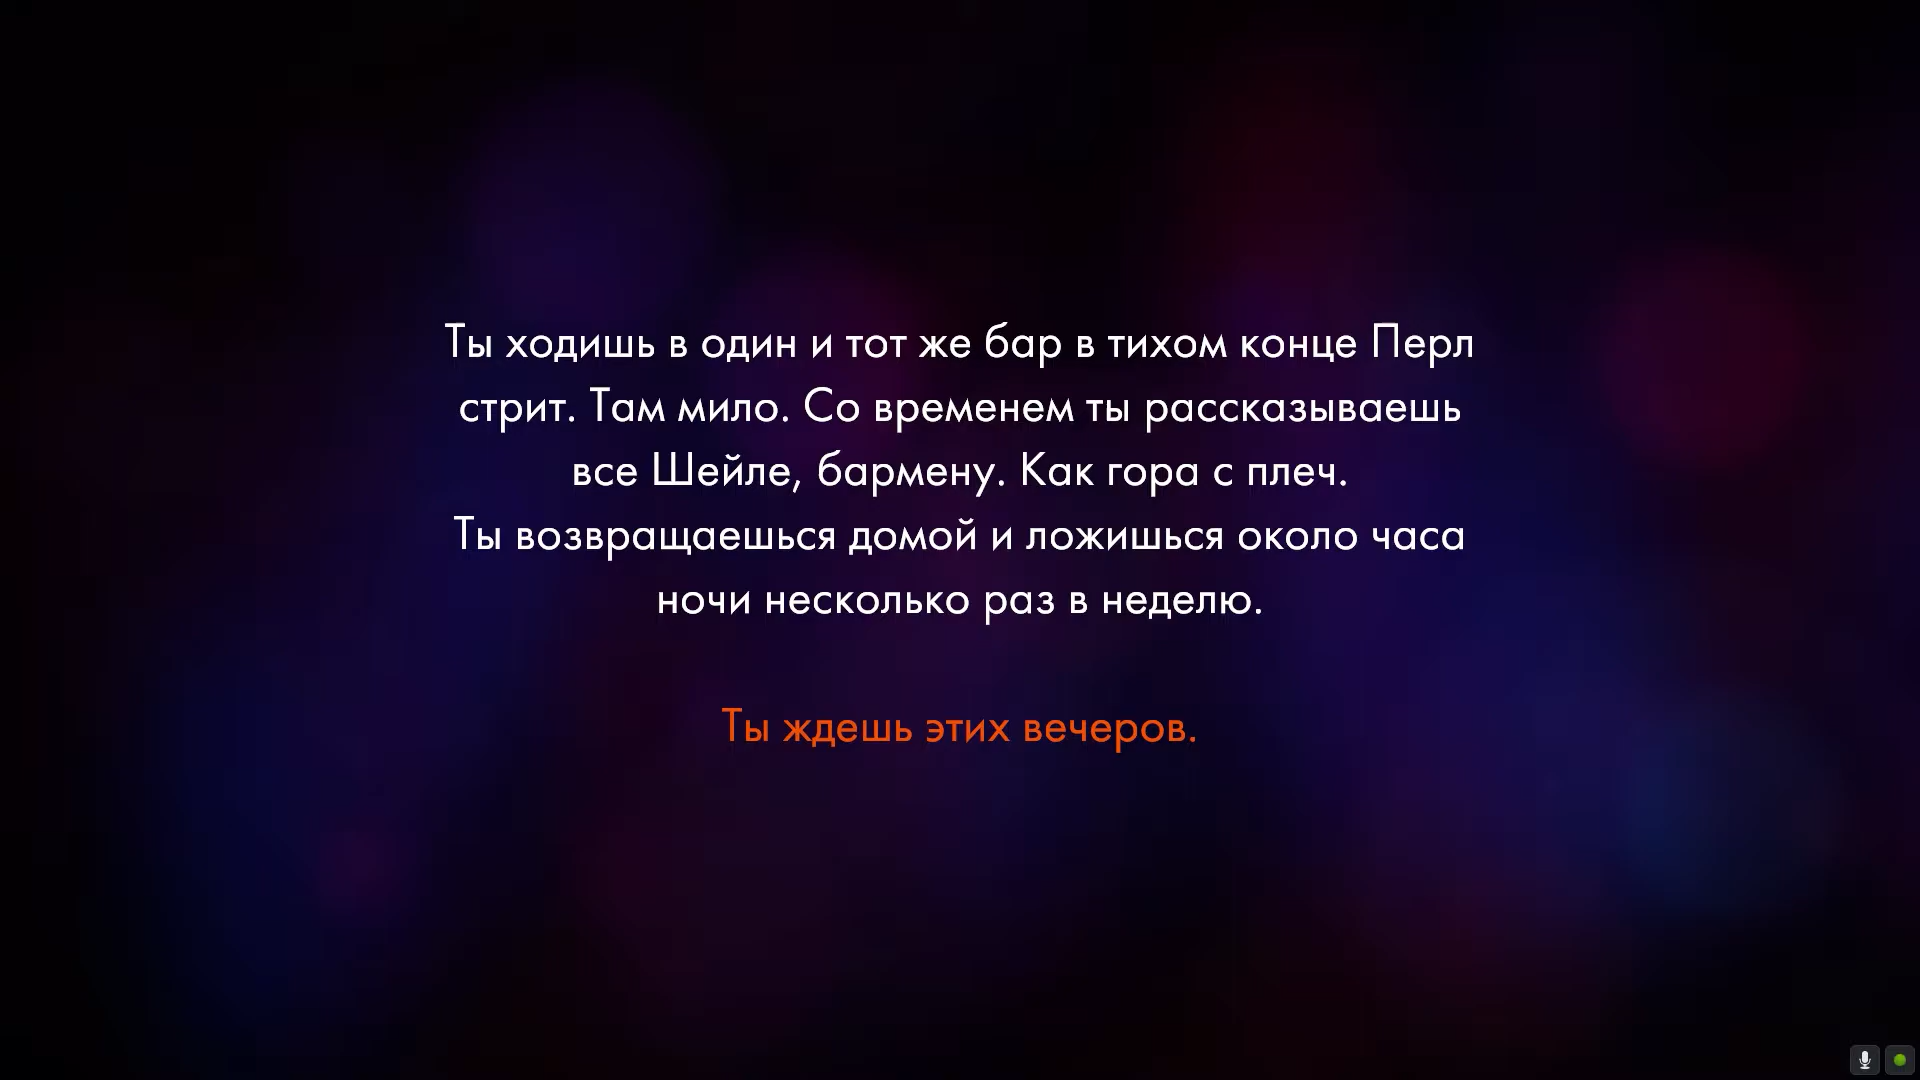 Ты ходишь в один и тот же бар в тихом конце Перл
стрит. Там мило. Со временем ты рассказываешь
все Шейле, бармену. Как гора с плеч.
Ты возвращаешься домой и ложишься около часа
ночи несколько раз в неделю.
Ты ждешь этих вечеров.